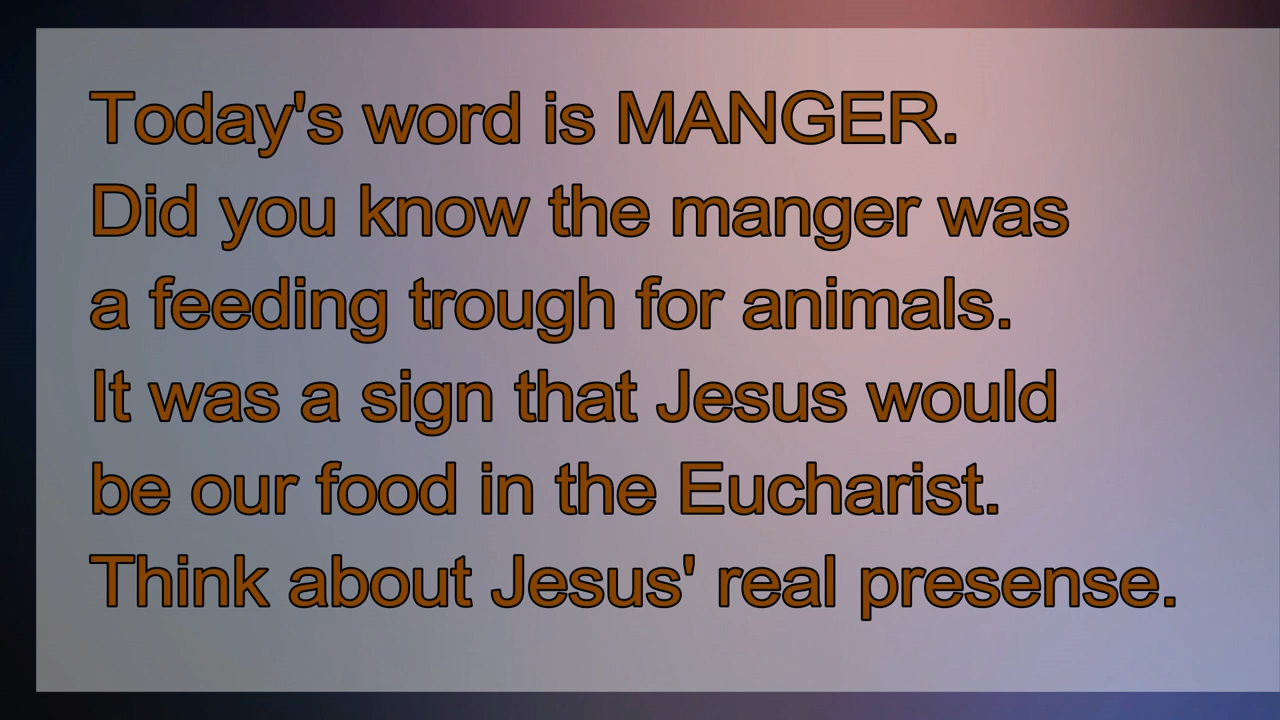 Today's word is MANGER.
Did you know the manger was
a feeding trough for animals.
It was a sign that Jesus would
be our food in the Eucharist.
Think about Jesus' real presense.